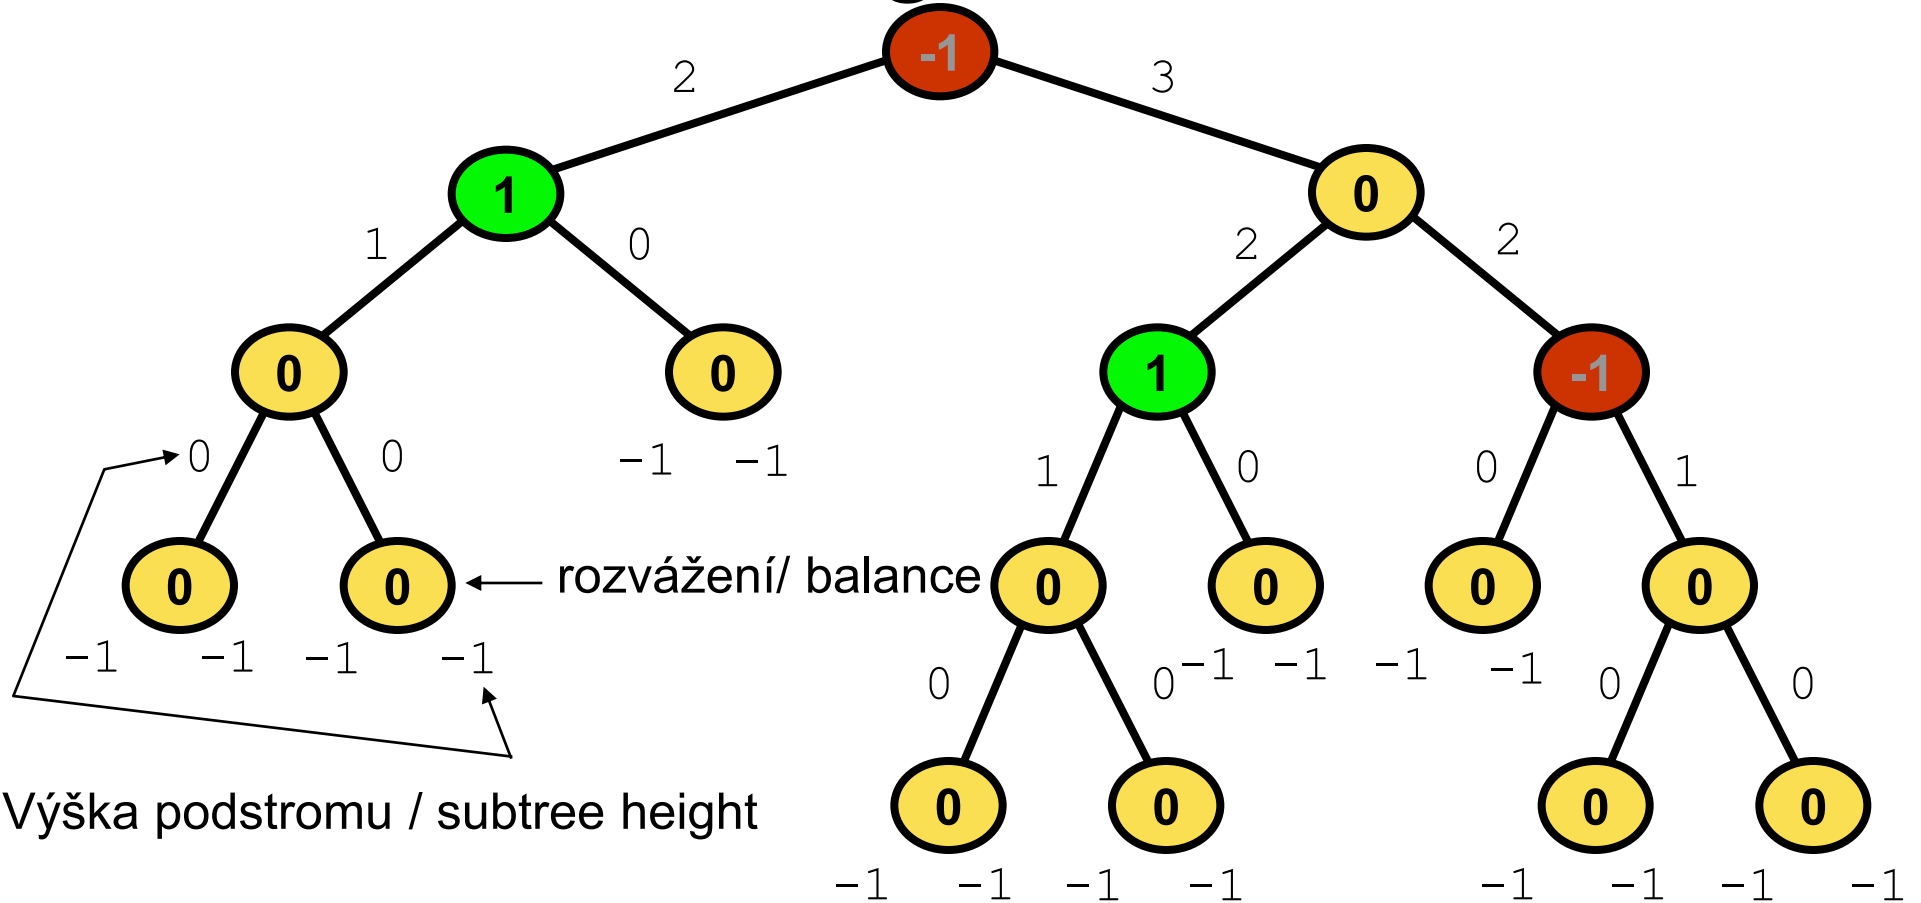 -1
2 3
1 0
1 0 2 2
0 0 1 -1
0 0 -1 -1 1 0 0 1
0 0 rozvážení/ balance 0 0 0 0
-1 -1 -1 -1 0 0 -1 -1 -1 -1 0 0
Výška podstromu / subtree height 0 0 0 0
-1 -1 -1 -1 -1 -1 -1 -1